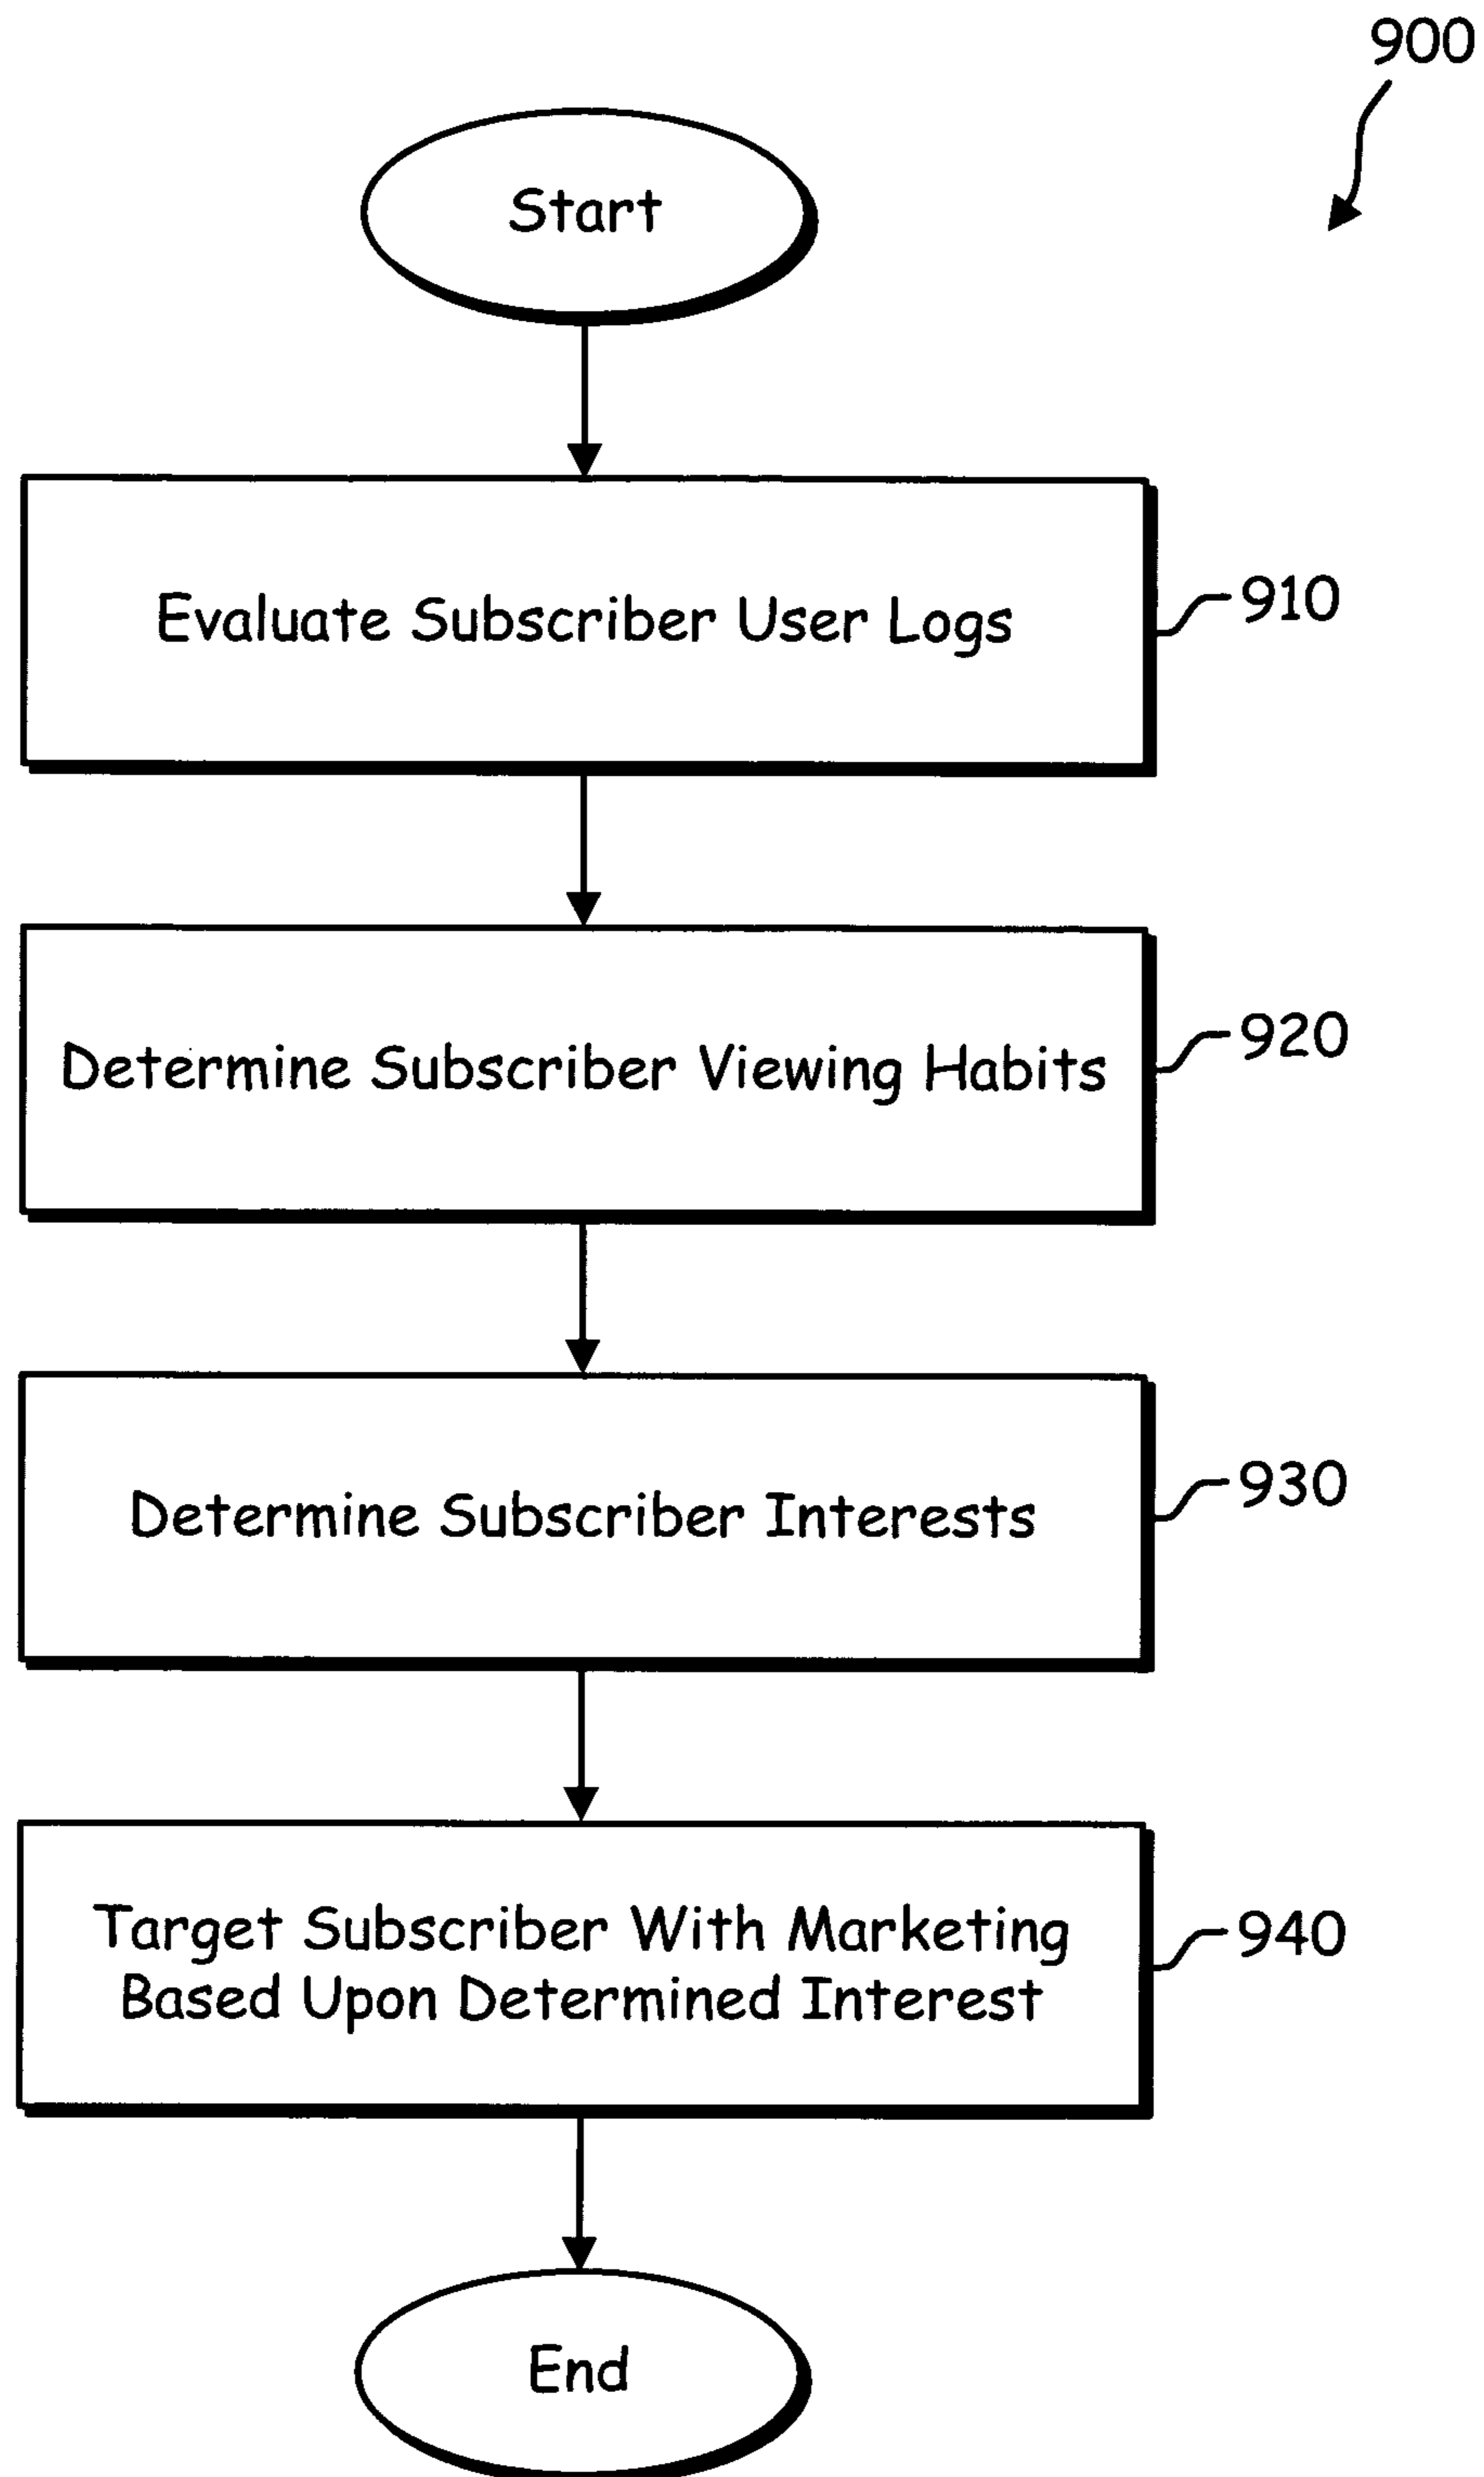 900
Start
Evaluate Subscriber User Logs
910
Determine Subscriber Viewing Habits
920
Determine Subscriber Interests
930
Target Subscriber With Marketing
Based Upon Determined Interest
940
End